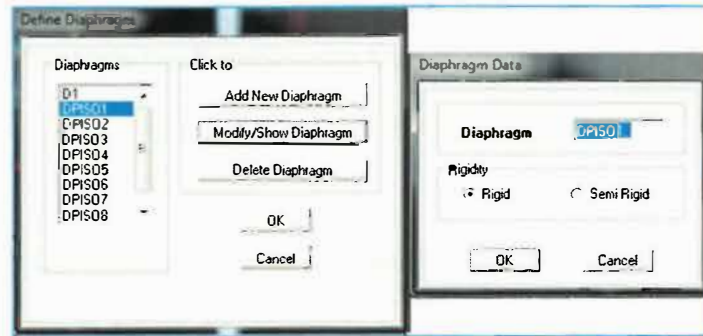 Define Diaphragms
Diaphragms
D1
DPISO1
DPISO2
DPISO3
DPISO4
DPISO5
DPISO6
DPISO7
DPISO8
Click to
Add New Diaphragm
Modify/Show Diaphragm
Delete Diaphragm
OK
Cancel
Diaphragm Data
Diaphragm
DPISO1
Rigidity
Rigid
Semi Rigid
OK
Cancel